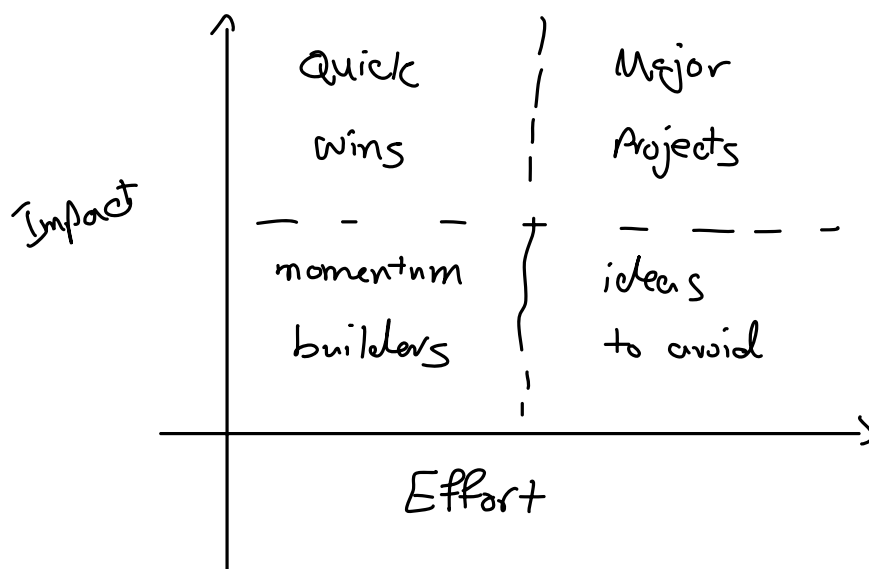 Quick
wins
Major
Projects
Impact
momentum
builders
ideas
to avoid
Effort